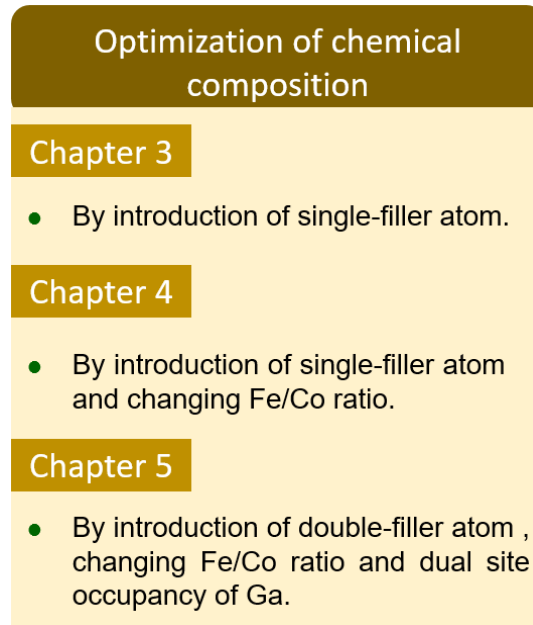 Optimization of chemical
composition
Chapter 3
● By introduction of single-filler atom.
Chapter 4
● By introduction of single-filler atom
and changing Fe/Co ratio.
Chapter 5
● By introduction of double-filler atom ,
changing Fe/Co ratio and dual site
occupancy of Ga.